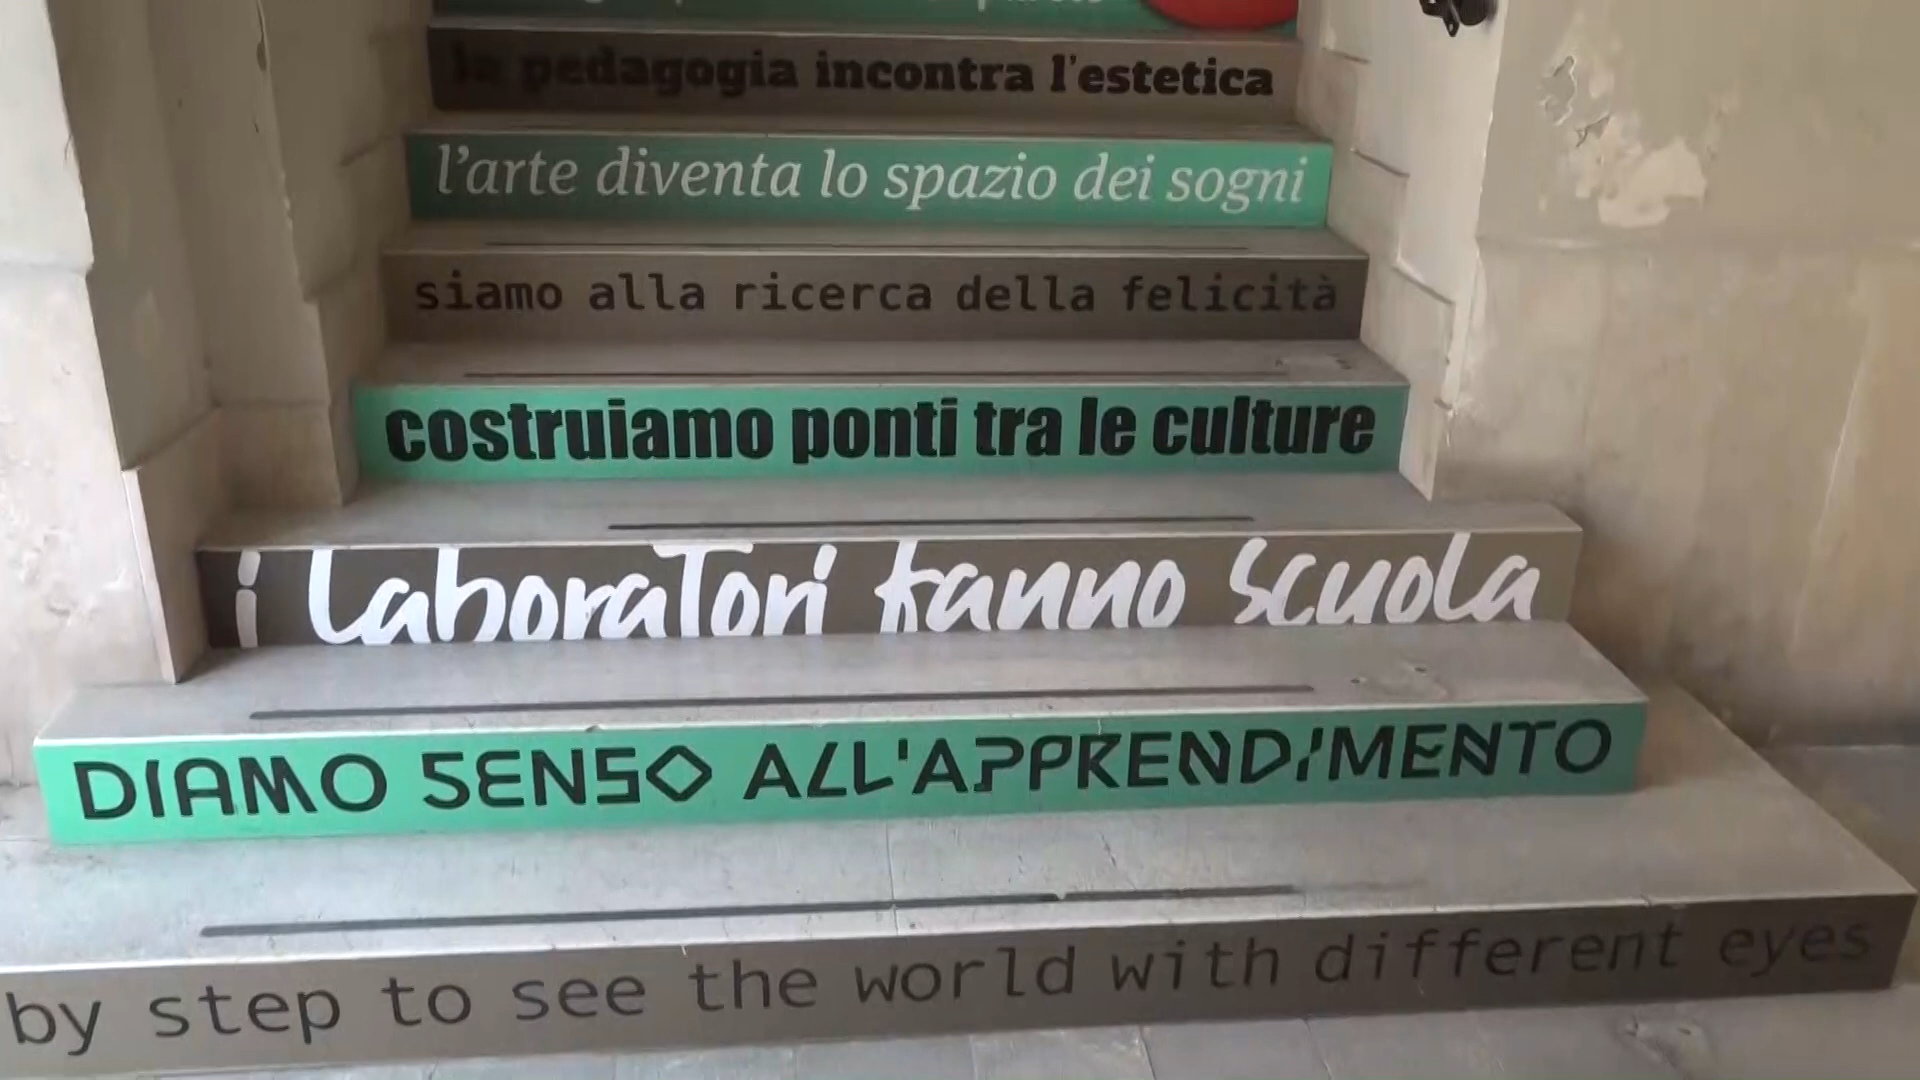 la pedagogia incontra l'estetica
l'arte diventa lo spazio dei sogni
siamo alla ricerca della felicità
costruiamo ponti tra le culture
i laboraTori fanno scuola
DIAMO SENSO ALL'APPRENDIMENTO
by step to see the world with different eyes